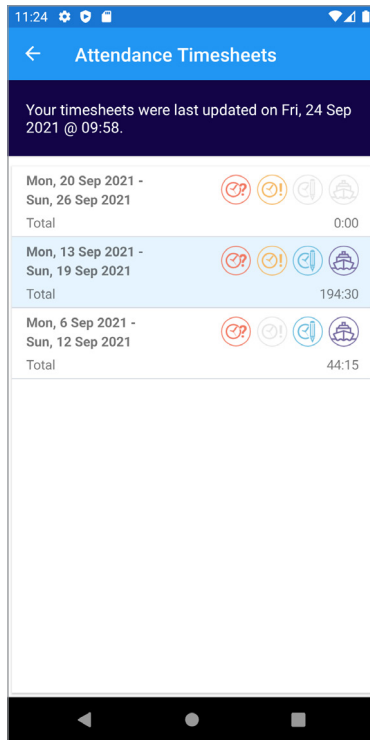 11:24
Attendance Timesheets
Your timesheets were last updated on Fri, 24 Sep
2021 @ 09:58.
Mon, 20 Sep 2021 -
Sun, 26 Sep 2021
Total 0:00
Mon, 13 Sep 2021 -
Sun, 19 Sep 2021
Total 194:30
Mon, 6 Sep 2021 -
Sun, 12 Sep 2021
Total 44:15